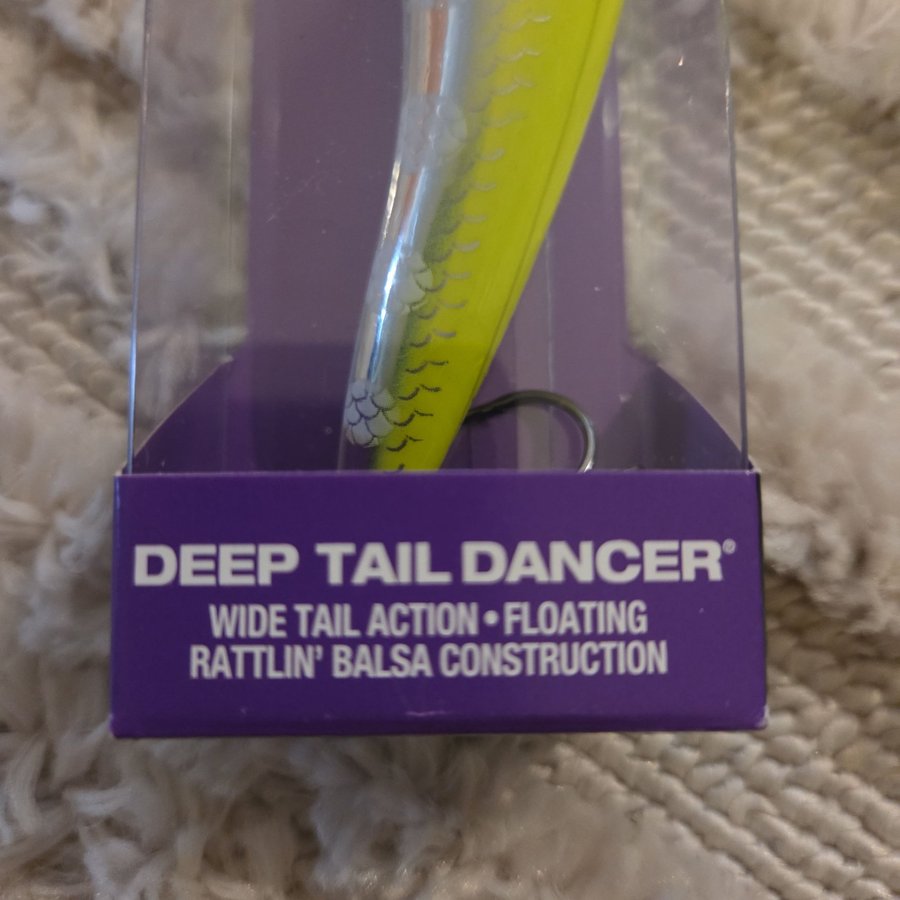 DEEP TAIL DANCER®
WIDE TAIL ACTION • FLOATING
RATTLIN' BALSA CONSTRUCTION